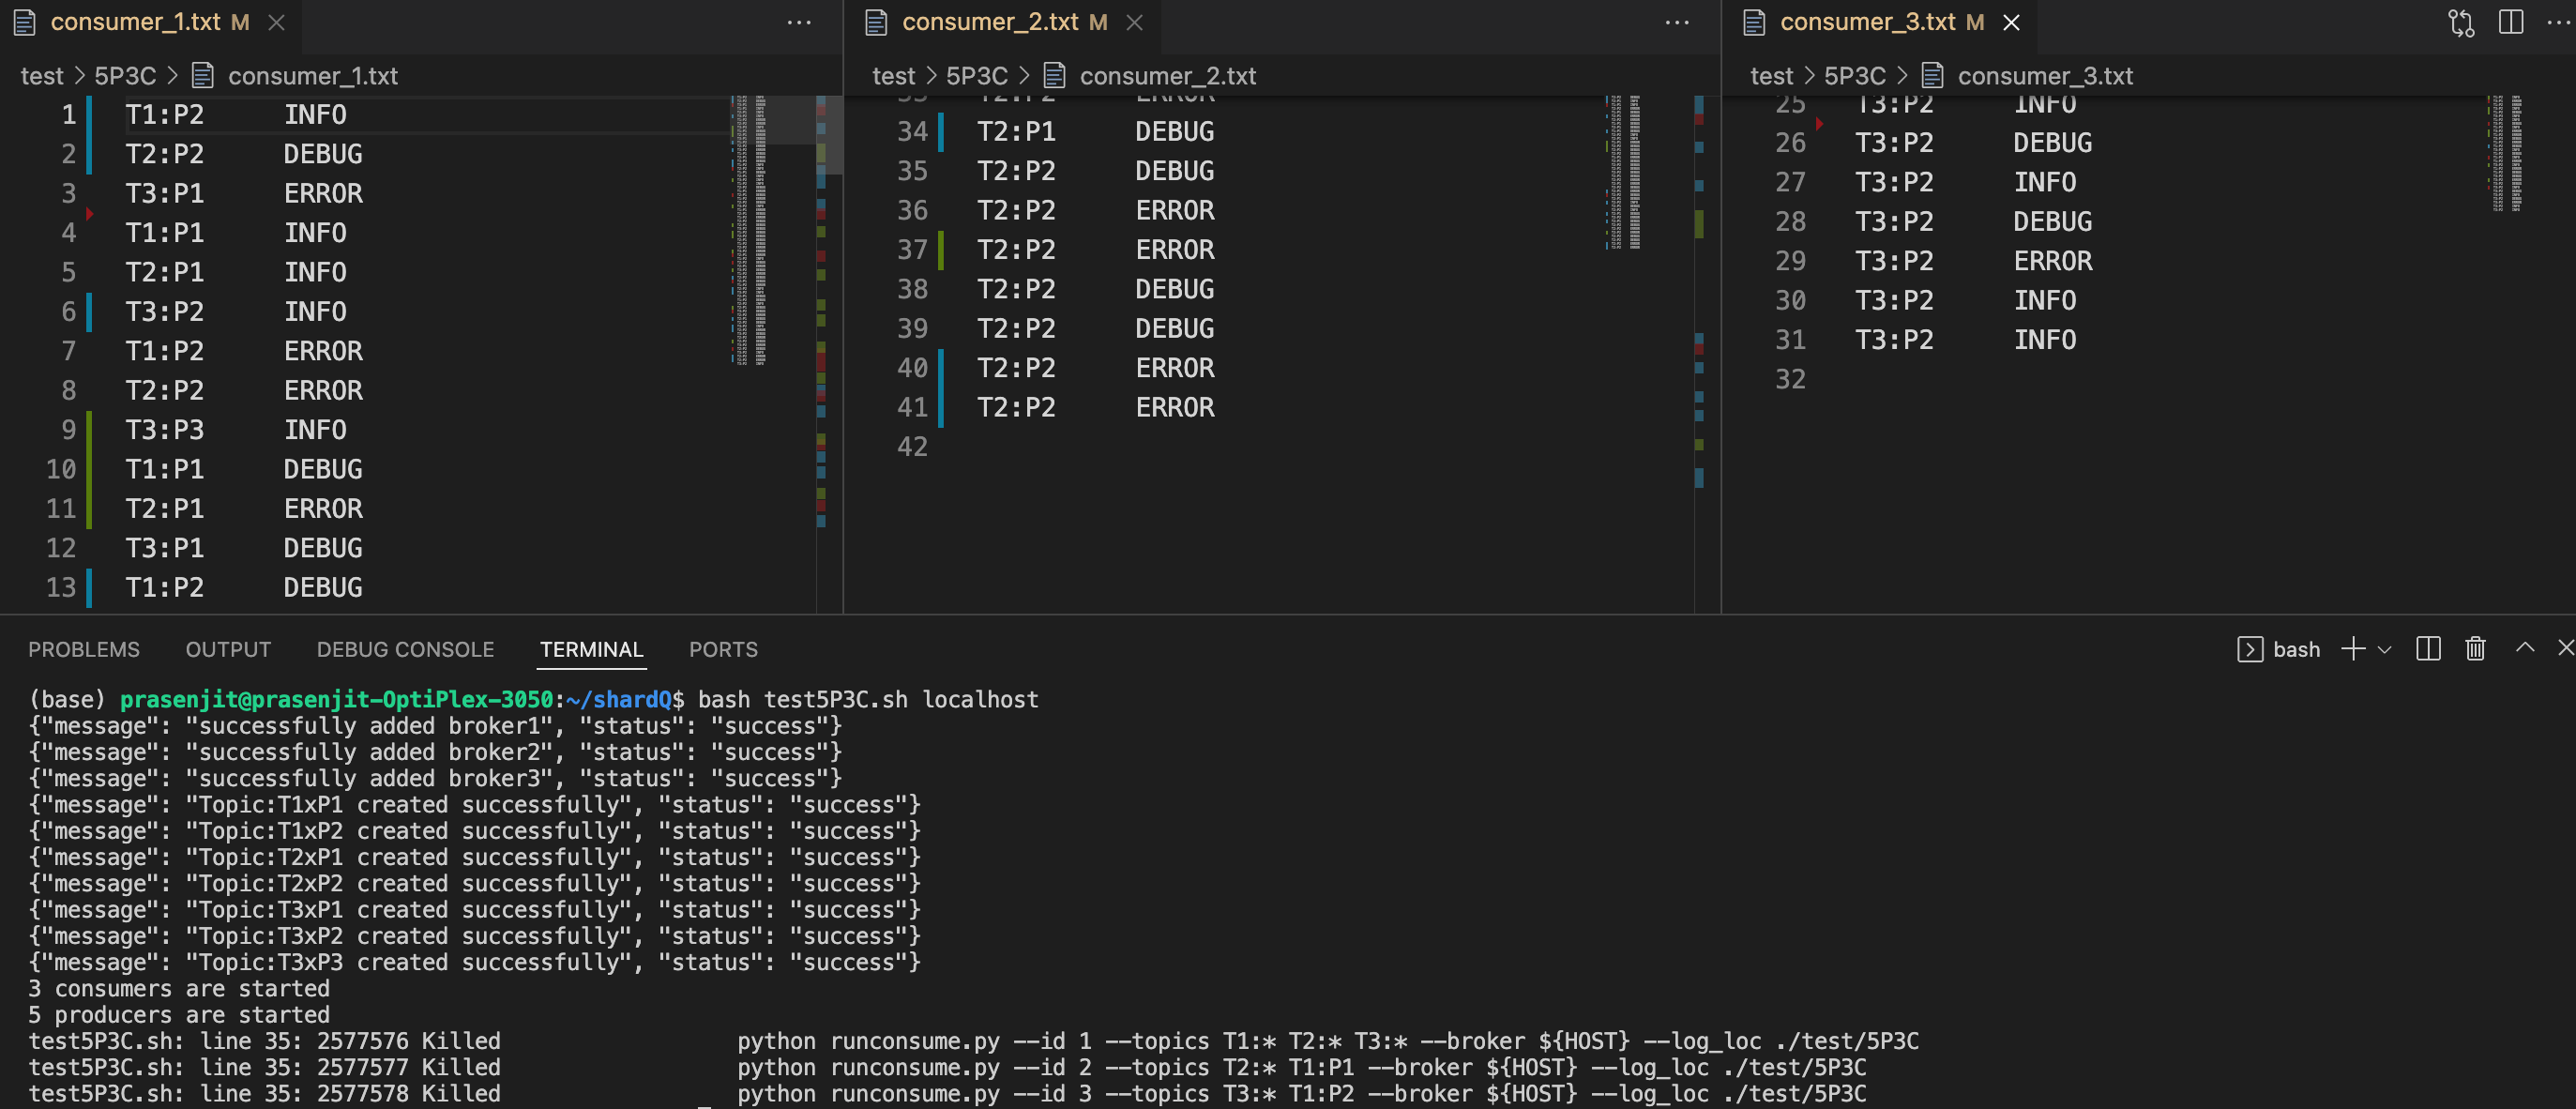 consumer_1.txt M
test > 5P3C > consumer_1.txt
1 T1:P2 INFO
2 T2:P2 DEBUG
3 T3:P1 ERROR
4 T1:P1 INFO
5 T2:P1 INFO
6 T3:P2 INFO
7 T1:P2 ERROR
8 T2:P2 ERROR
9 T3:P3 INFO
10 T1:P1 DEBUG
11 T2:P1 ERROR
12 T3:P1 DEBUG
13 T1:P2 DEBUG
consumer_2.txt M
test > 5P3C > consumer_2.txt
33 T2:P2 ERROR
34 T2:P1 DEBUG
35 T2:P2 DEBUG
36 T2:P2 ERROR
37 T2:P2 ERROR
38 T2:P2 DEBUG
39 T2:P2 DEBUG
40 T2:P2 ERROR
41 T2:P2 ERROR
42
consumer_3.txt M
test > 5P3C > consumer_3.txt
25 T3:P2 INFO
26 T3:P2 DEBUG
27 T3:P2 INFO
28 T3:P2 DEBUG
29 T3:P2 ERROR
30 T3:P2 INFO
31 T3:P2 INFO
32
PROBLEMS OUTPUT DEBUG CONSOLE TERMINAL PORTS bash
(base) prasenjit@prasenjit-OptiPlex-3050:~/shardQ$ bash test5P3C.sh localhost
{"message": "successfully added broker1", "status": "success"}
{"message": "successfully added broker2", "status": "success"}
{"message": "successfully added broker3", "status": "success"}
{"message": "Topic:T1xP1 created successfully", "status": "success"}
{"message": "Topic:T1xP2 created successfully", "status": "success"}
{"message": "Topic:T2xP1 created successfully", "status": "success"}
{"message": "Topic:T2xP2 created successfully", "status": "success"}
{"message": "Topic:T3xP1 created successfully", "status": "success"}
{"message": "Topic:T3xP2 created successfully", "status": "success"}
{"message": "Topic:T3xP3 created successfully", "status": "success"}
3 consumers are started
5 producers are started
test5P3C.sh: line 35: 2577576 Killed python runconsume.py --id 1 --topics T1:* T2:* T3:* --broker ${HOST} --log_loc ./test/5P3C
test5P3C.sh: line 35: 2577577 Killed python runconsume.py --id 2 --topics T2:* T1:P1 --broker ${HOST} --log_loc ./test/5P3C
test5P3C.sh: line 35: 2577578 Killed python runconsume.py --id 3 --topics T3:* T1:P2 --broker ${HOST} --log_loc ./test/5P3C